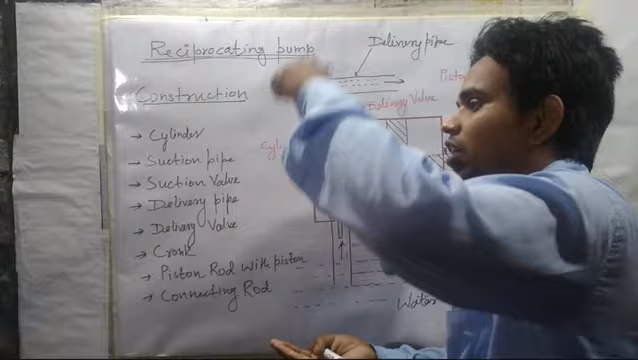 Reciprocating pump
Delivery pipe
Piston
Construction
Delivery Valve
→ Cylinder
→ Suction pipe
→ Suction Valve
→ Delivery pipe
→ Delivery Valve
→ Crank
→ Piston Rod with piston
→ Connecting Rod
Water